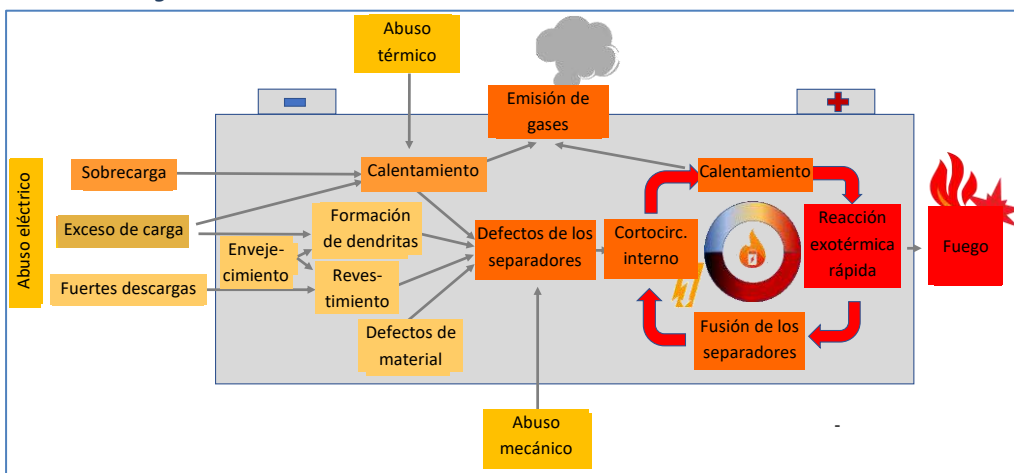 Abuso
térmico
Emisión de
gases
Abuso eléctrico
Sobrecarga
Calentamiento
Calentamiento
Exceso de carga
Formación
de dendritas
Enveje-
cimiento
Defectos de los
separadores
Cortocirc.
interno
Reacción
exotérmica
rápida
Fuego
Fuertes descargas
Reves-
timiento
Defectos de
material
Fusión de los
separadores
Abuso
mecánico
-